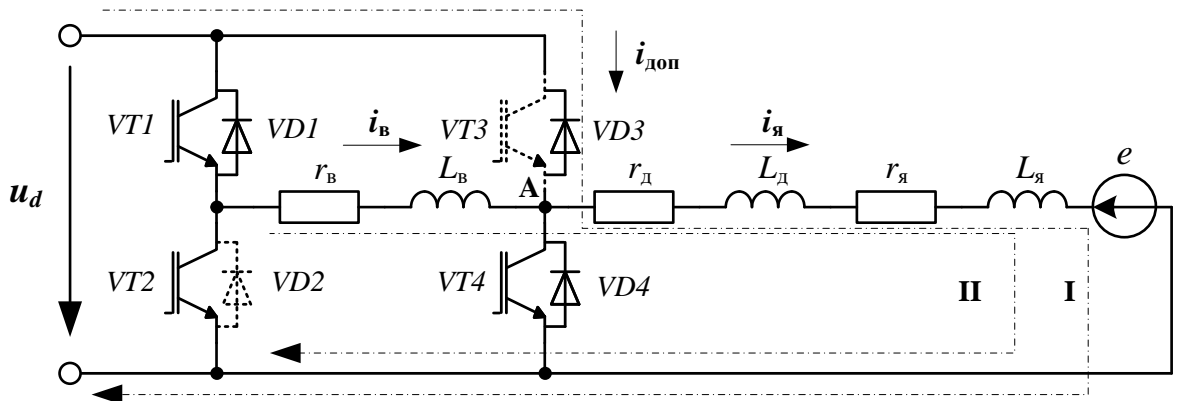 i_доп
VT1
VD1
i_в
VT3
VD3
i_я
u_d
r_в
L_в
A
r_д
L_д
r_я
L_я
e
VT2
VD2
VT4
VD4
II
I